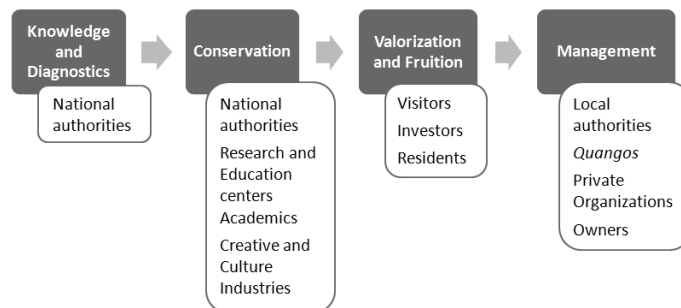 Knowledge
and
Diagnostics
National
authorities
Conservation
National
authorities
Research and
Education
centers
Academics
Creative and
Culture
Industries
Valorization
and Fruition
Visitors
Investors
Residents
Management
Local
authorities
Quangos
Private
Organizations
Owners